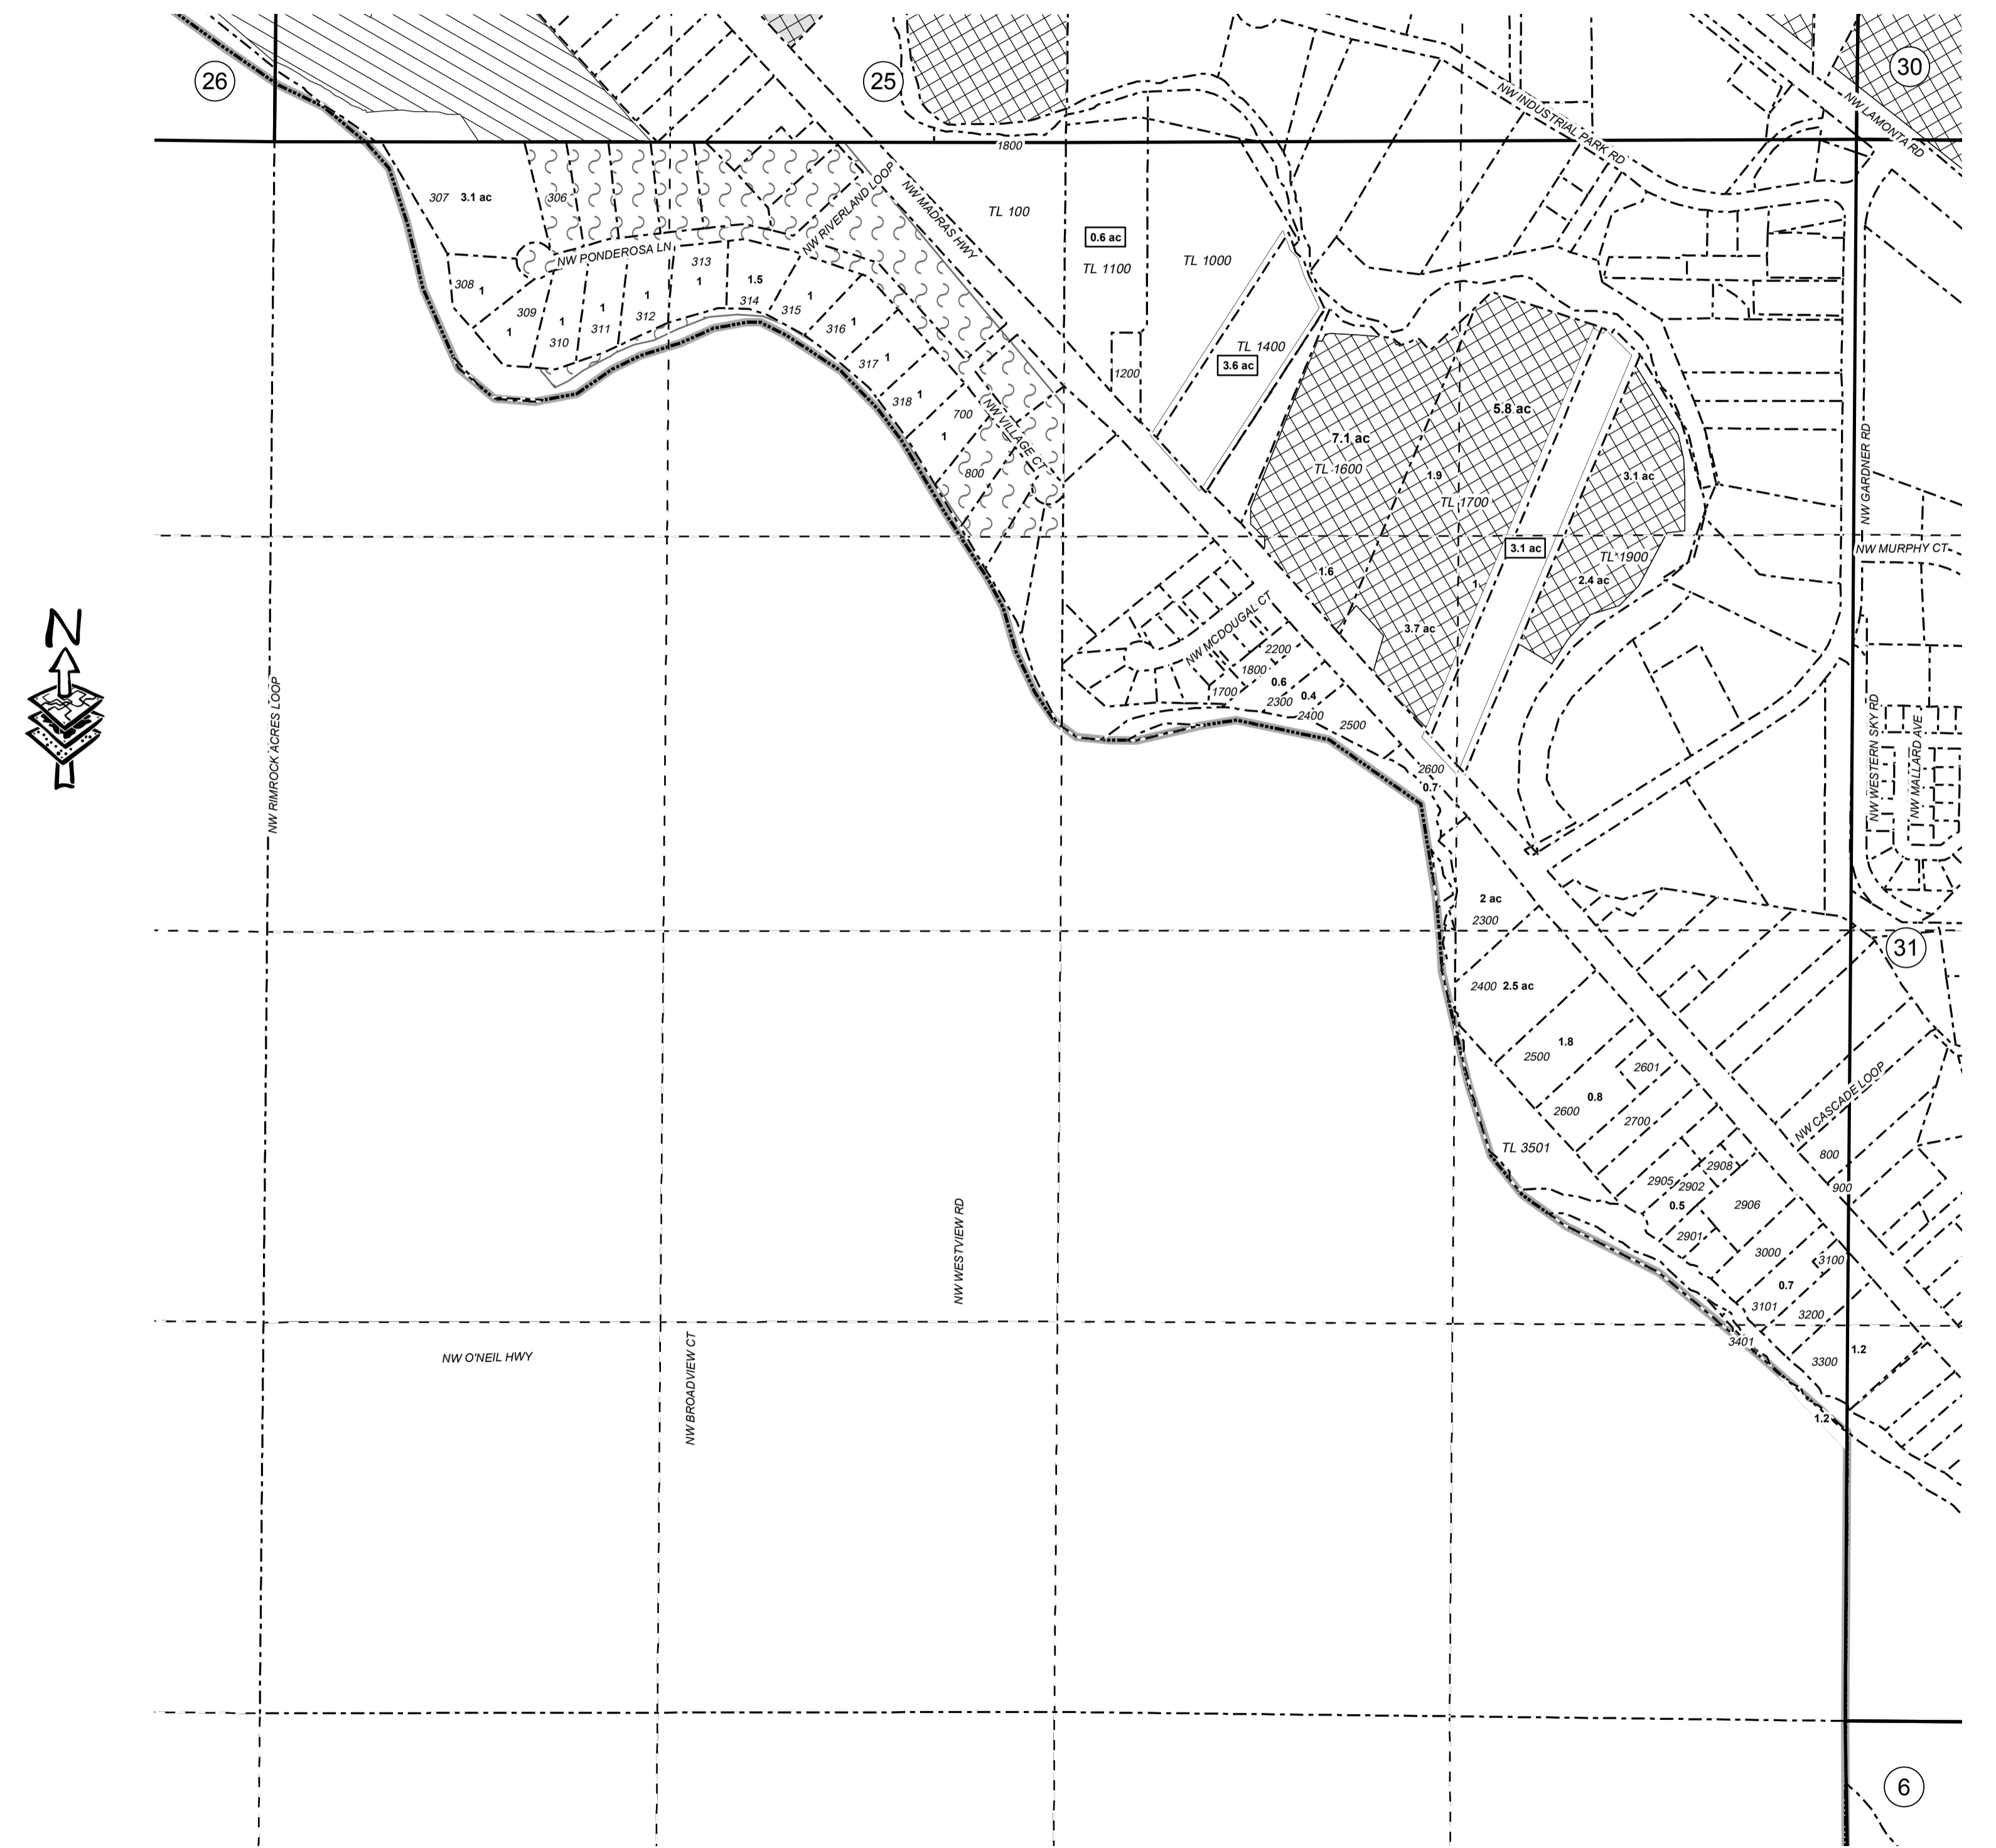 26
25
30
NW INDUSTRIAL PARK RD
NW LAMONTA RD
1800
307 3.1 ac
306
NW RIVERLAND LOOP
NW MADRAS HWY
TL 100
0.6 ac
TL 1100
TL 1000
NW PONDEROSA LN
313
308 1
1
1.5
314
309
1
1
310
1
311
1
312
1
315
316 1
TL 1400
3.6 ac
1200
317 1
318 1
700
1
NW VILLAGE CT
800
5.8 ac
7.1 ac
TL 1600
1.9
TL 1700
3.1 ac
NW GARDNER RD
3.1 ac
TL 1900
NW MURPHY CT
1.6
1
2.4 ac
3.7 ac
N
NW MCDOUGAL CT
2200
1800
1700
0.6
2300
0.4
2400
2500
2600
0.7
NW RIMROCK ACRES LOOP
NW WESTERN SKY RD
NW MALLARD AVE
2 ac
2300
31
2400 2.5 ac
1.8
2500
2601
0.8
2600
2700
NW CASCADE LOOP
TL 3501
800
900
2908
2905
2902
0.5
2906
2901
3000
3100
0.7
3101
3200
3401
3300
1.2
1.2
NW WESTVIEW RD
NW O'NEIL HWY
NW BROADVIEW CT
6